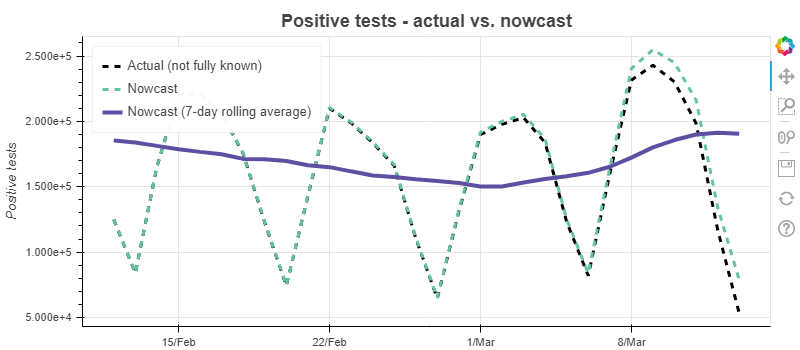 Positive tests - actual vs. nowcast
2.500e+5
2.000e+5
1.500e+5
1.000e+5
5.000e+4
Positive tests
Actual (not fully known)
Nowcast
Nowcast (7-day rolling average)
15/Feb
22/Feb
1/Mar
8/Mar